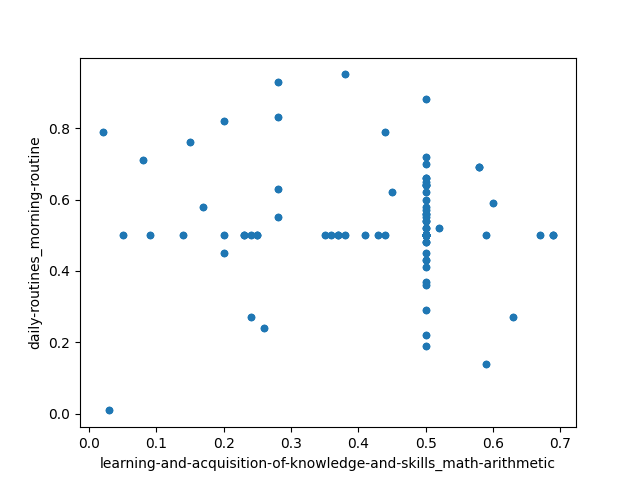 0.8
0.6
0.4
0.2
0.0
daily-routines_morning-routine
0.0 0.1 0.2 0.3 0.4 0.5 0.6 0.7
learning-and-acquisition-of-knowledge-and-skills_math-arithmetic